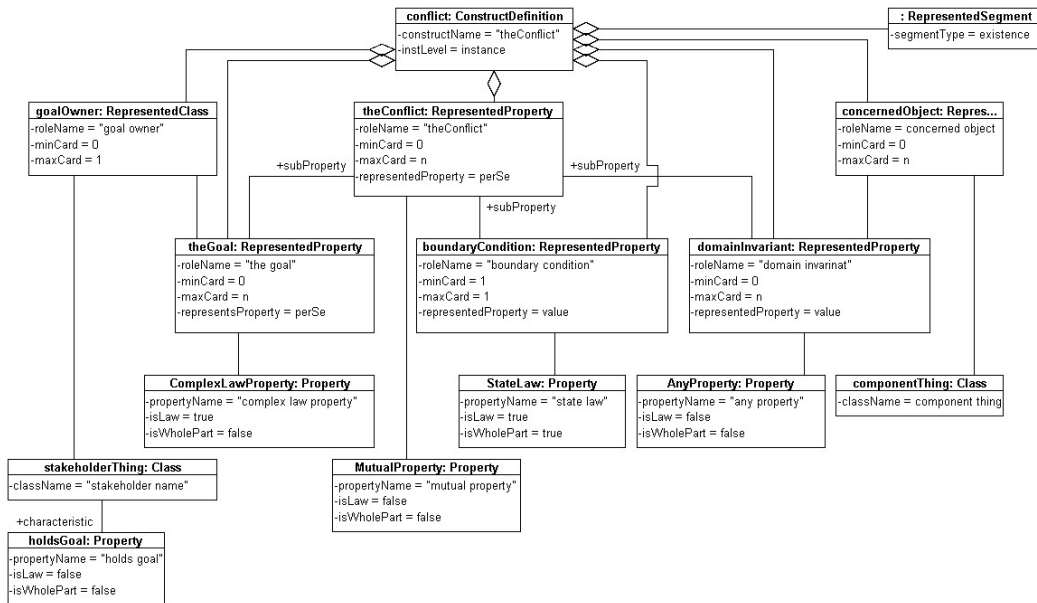 conflict: ConstructDefinition
-constructName = "theConflict"
-instLevel = instance
: RepresentedSegment
-segmentType = existence
goalOwner: RepresentedClass
-roleName = "goal owner"
-minCard = 0
-maxCard = 1
theConflict: RepresentedProperty
-roleName = "theConflict"
-minCard = 0
-maxCard = n
-representedProperty = perSe
concernedObject: Repres...
-roleName = concerned object
-minCard = 0
-maxCard = n
+subProperty
+subProperty
+subProperty
theGoal: RepresentedProperty
-roleName = "the goal"
-minCard = 0
-maxCard = n
-representsProperty = perSe
boundaryCondition: RepresentedProperty
-roleName = "boundary condition"
-minCard = 1
-maxCard = 1
-representedProperty = value
domainInvariant: RepresentedProperty
-roleName = "domain invarinat"
-minCard = 0
-maxCard = n
-representedProperty = value
ComplexLawProperty: Property
-propertyName = "complex law property"
-isLaw = true
-isWholePart = false
StateLaw: Property
-propertyName = "state law"
-isLaw = true
-isWholePart = true
AnyProperty: Property
-propertyName = "any property"
-isLaw = false
-isWholePart = false
componentThing: Class
-className = component thing
stakeholderThing: Class
-className = "stakeholder name"
MutualProperty: Property
-propertyName = "mutual property"
-isLaw = false
-isWholePart = false
+characteristic
holdsGoal: Property
-propertyName = "holds goal"
-isLaw = false
-isWholePart = false